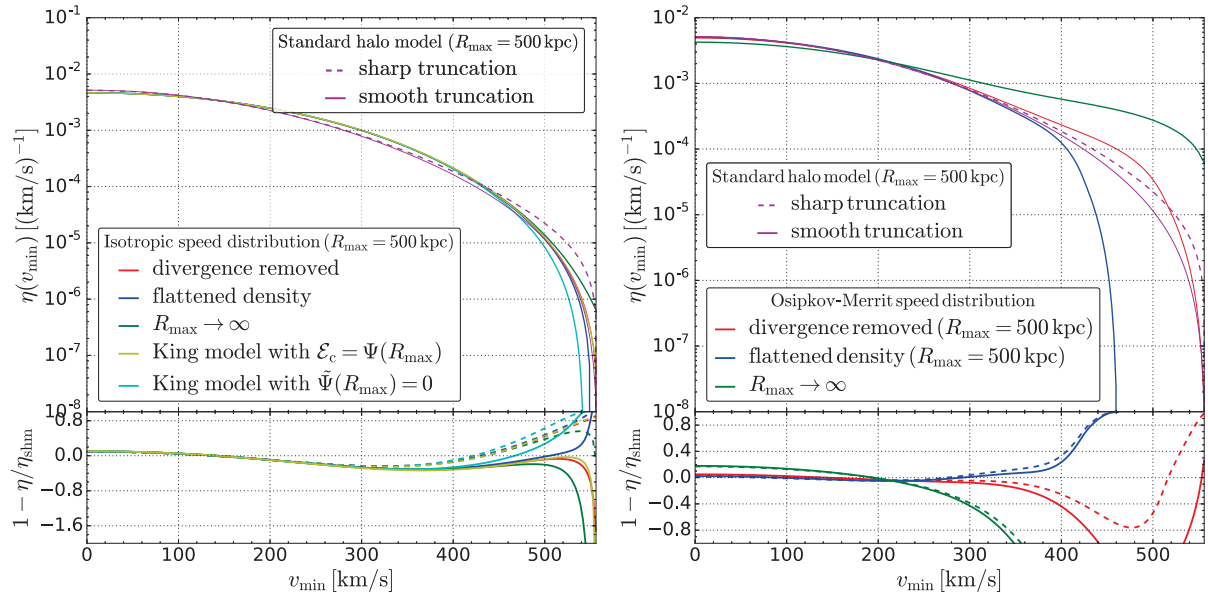 10⁻¹
10⁻²
10⁻³
10⁻⁴
10⁻⁵
10⁻⁶
10⁻⁷
10⁻⁸
η(v_min) [(km/s)⁻¹]
Standard halo model (R_max = 500 kpc)
sharp truncation
smooth truncation
Isotropic speed distribution (R_max = 500 kpc)
divergence removed
flattened density
R_max → ∞
King model with ℰ_c = Ψ(R_max)
King model with Ψ̃(R_max) = 0
0.8
0.0
−0.8
−1.6
1 − η/η_shm
0 100 200 300 400 500
v_min [km/s]
10⁻¹
10⁻²
10⁻³
10⁻⁴
10⁻⁵
10⁻⁶
10⁻⁷
10⁻⁸
η(v_min) [(km/s)⁻¹]
Standard halo model (R_max = 500 kpc)
sharp truncation
smooth truncation
Osipkov-Merrit speed distribution
divergence removed (R_max = 500 kpc)
flattened density (R_max = 500 kpc)
R_max → ∞
0.8
0.4
0.0
−0.4
−0.8
1 − η/η_shm
0 100 200 300 400 500
v_min [km/s]